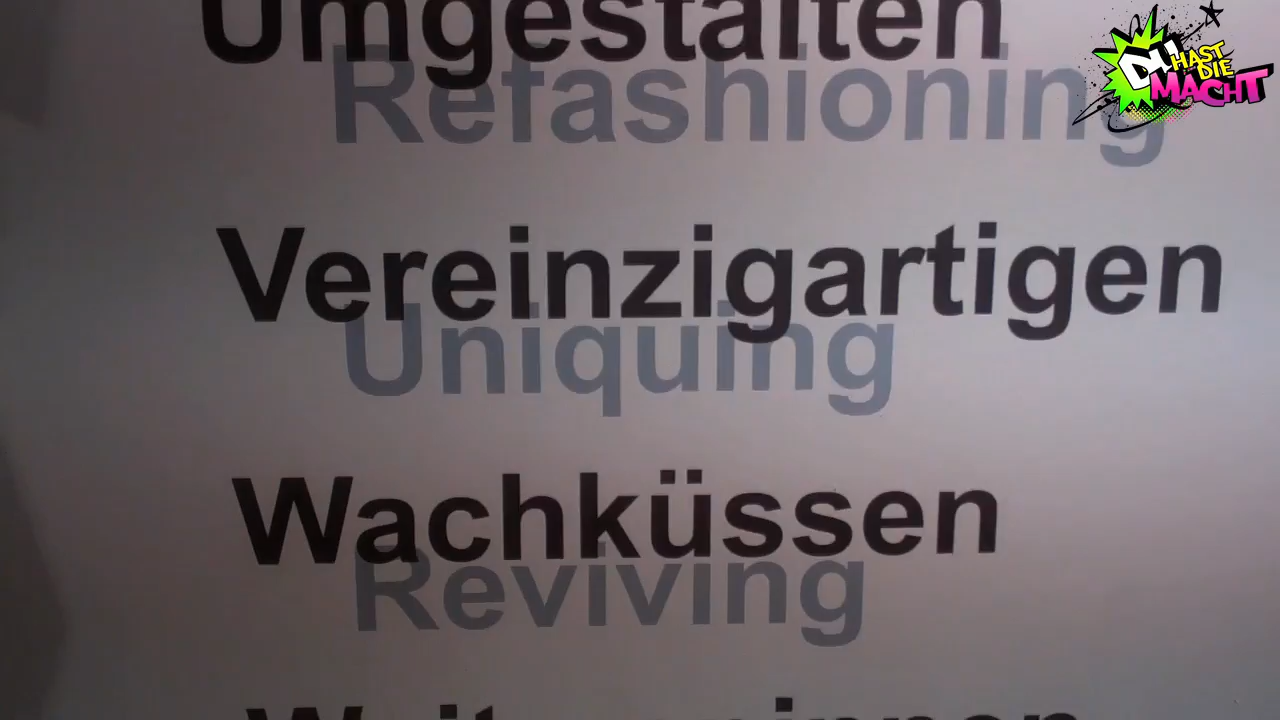 Umgestalten
Refashioning
DU HAST
DIE
MACHT
Vereinzigartigen
Uniquing
Wachküssen
Reviving